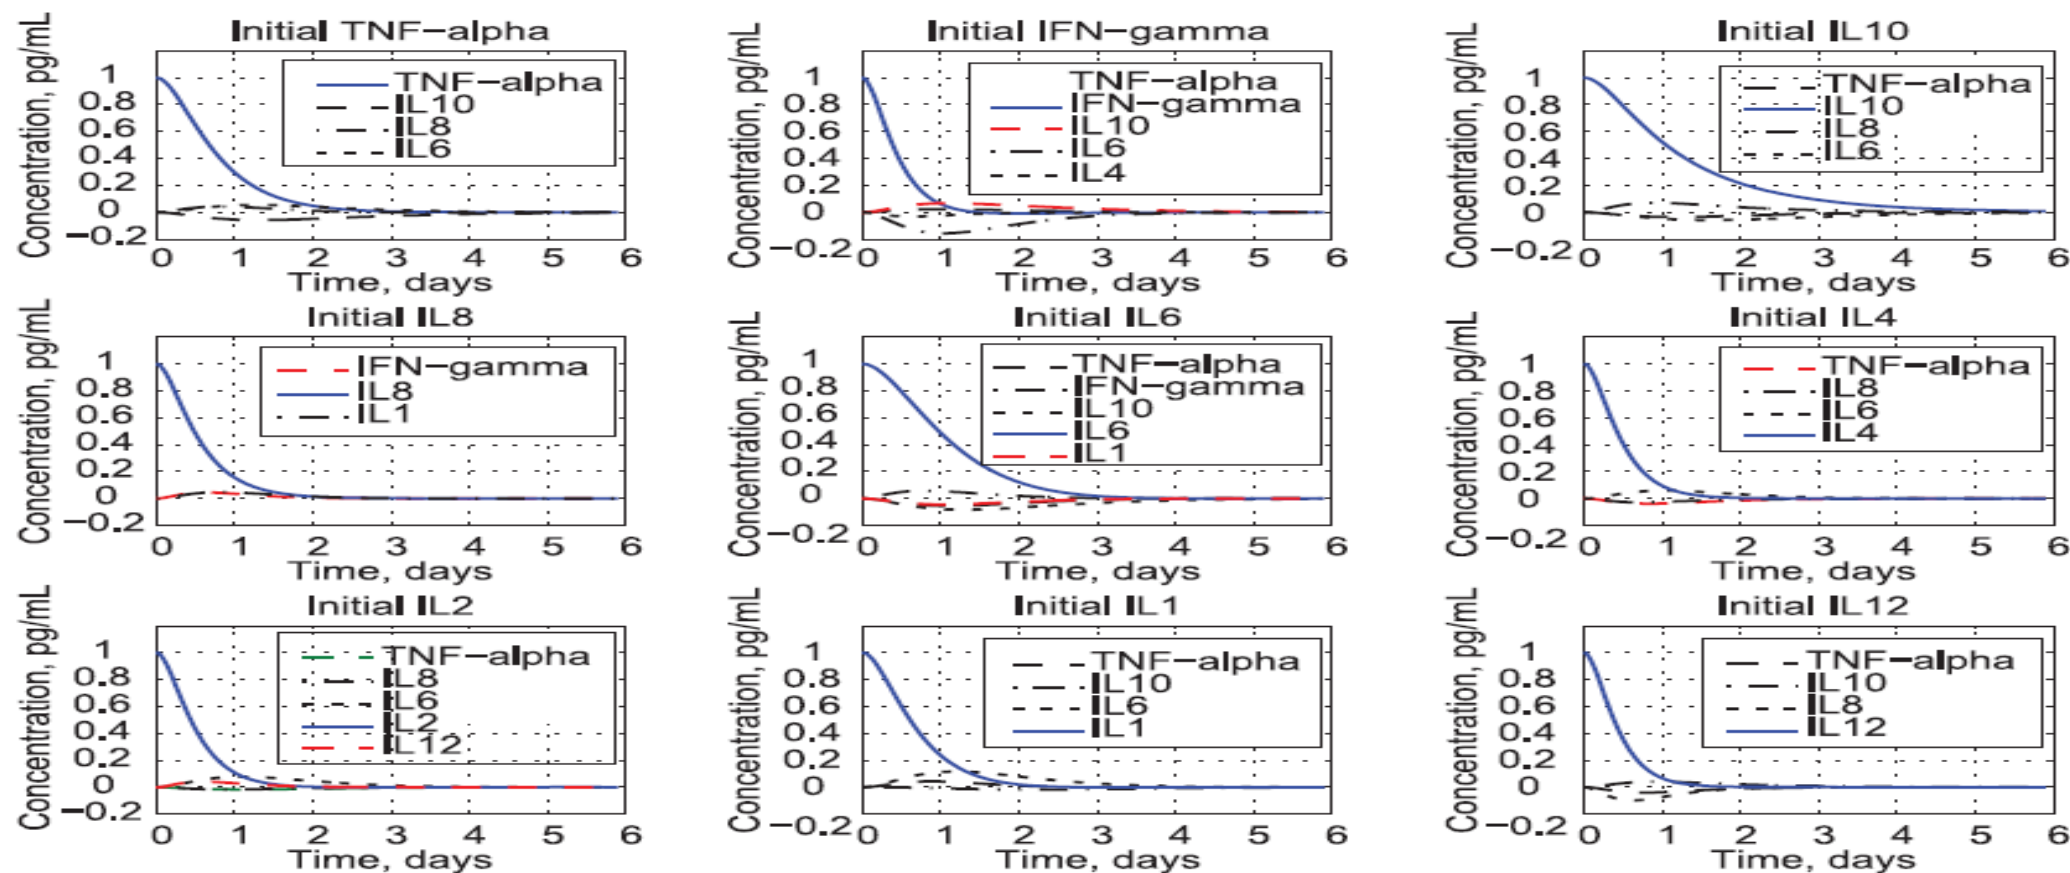 Initial TNF-alpha
Concentration, pg/mL
1
0.8
0.6
0.4
0.2
0
-0.2
TNF-alpha
IL10
IL8
IL6
0 1 2 3 4 5 6
Time, days
Initial IFN-gamma
Concentration, pg/mL
1
0.8
0.6
0.4
0.2
0
-0.2
TNF-alpha
IFN-gamma
IL10
IL6
IL4
0 1 2 3 4 5 6
Time, days
Initial IL10
Concentration, pg/mL
1
0.8
0.6
0.4
0.2
0
-0.2
TNF-alpha
IL10
IL8
IL6
0 1 2 3 4 5 6
Time, days
Initial IL8
Concentration, pg/mL
1
0.8
0.6
0.4
0.2
0
-0.2
IFN-gamma
IL8
IL1
0 1 2 3 4 5 6
Time, days
Initial IL6
Concentration, pg/mL
1
0.8
0.6
0.4
0.2
0
-0.2
TNF-alpha
IFN-gamma
IL10
IL6
IL1
0 1 2 3 4 5 6
Time, days
Initial IL4
Concentration, pg/mL
1
0.8
0.6
0.4
0.2
0
-0.2
TNF-alpha
IL8
IL6
IL4
0 1 2 3 4 5 6
Time, days
Initial IL2
Concentration, pg/mL
1
0.8
0.6
0.4
0.2
0
-0.2
TNF-alpha
IL8
IL6
IL2
IL12
0 1 2 3 4 5 6
Time, days
Initial IL1
Concentration, pg/mL
1
0.8
0.6
0.4
0.2
0
-0.2
TNF-alpha
IL10
IL6
IL1
0 1 2 3 4 5 6
Time, days
Initial IL12
Concentration, pg/mL
1
0.8
0.6
0.4
0.2
0
-0.2
TNF-alpha
IL10
IL8
IL12
0 1 2 3 4 5 6
Time, days